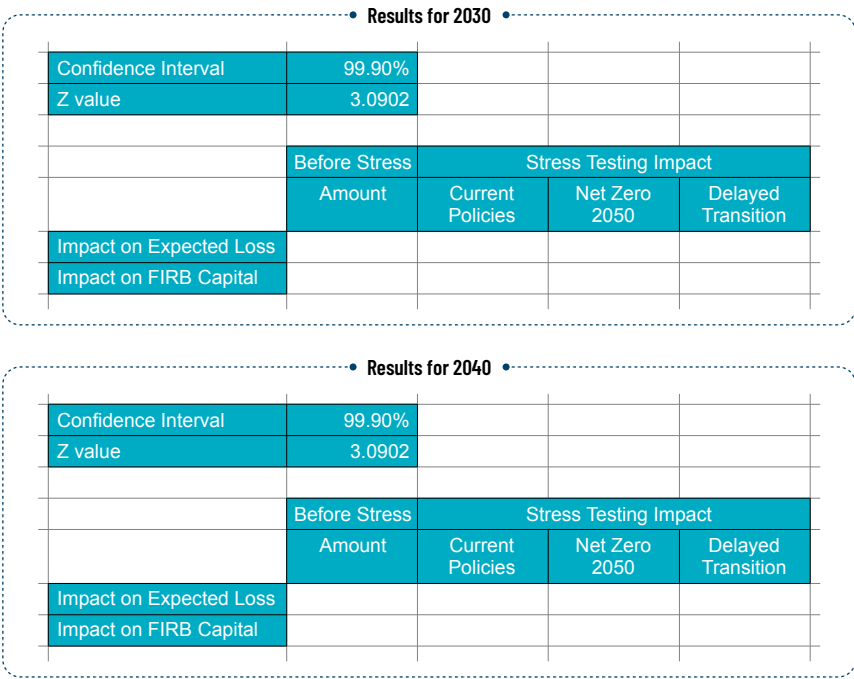 Results for 2030
Confidence Interval 99.90%
Z value 3.0902
Before Stress Stress Testing Impact
Amount Current Policies Net Zero 2050 Delayed Transition
Impact on Expected Loss
Impact on FIRB Capital
Results for 2040
Confidence Interval 99.90%
Z value 3.0902
Before Stress Stress Testing Impact
Amount Current Policies Net Zero 2050 Delayed Transition
Impact on Expected Loss
Impact on FIRB Capital